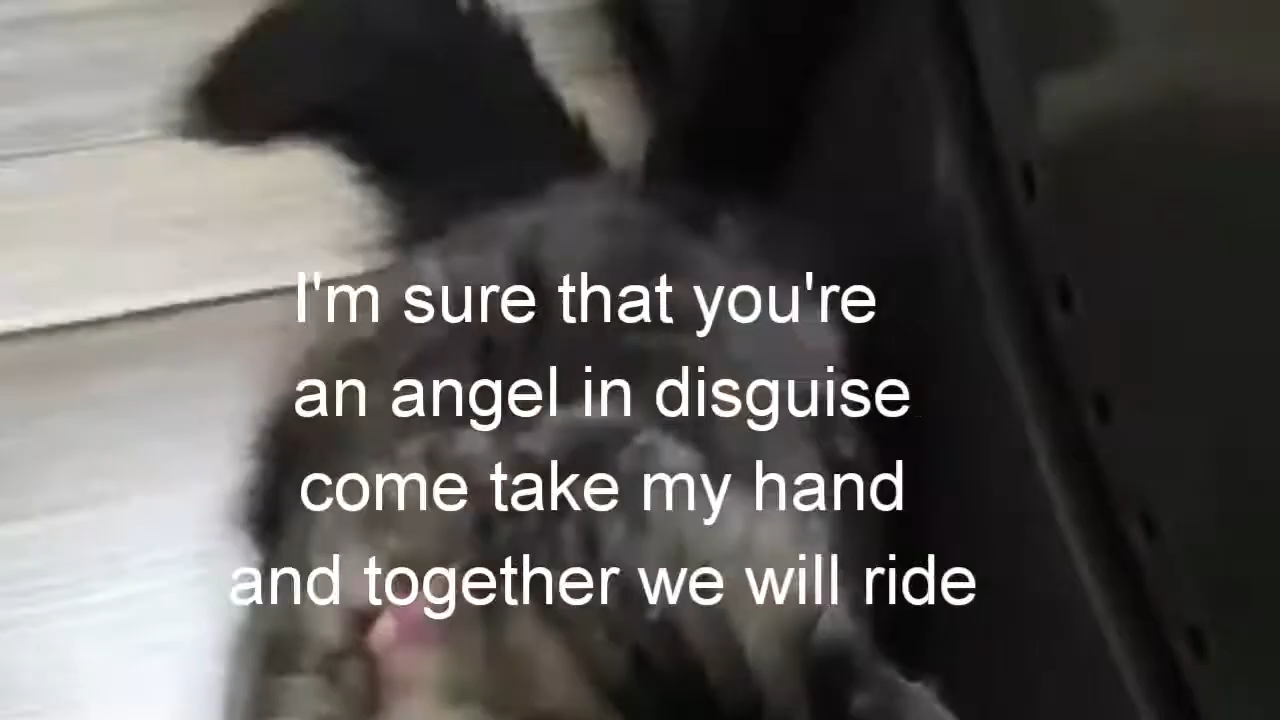 I'm sure that you're
an angel in disguise
come take my hand
and together we will ride